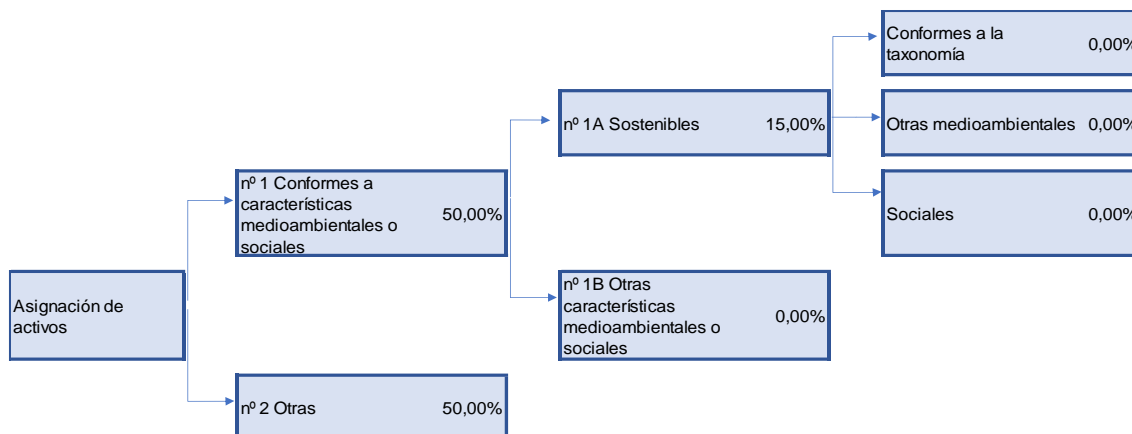 Asignación de
activos
nº 1 Conformes a
características
medioambientales o
sociales
50,00%
nº 2 Otras 50,00%
nº 1A Sostenibles 15,00%
nº 1B Otras
características
medioambientales o
sociales
0,00%
Conformes a la
taxonomía
0,00%
Otras medioambientales 0,00%
Sociales 0,00%